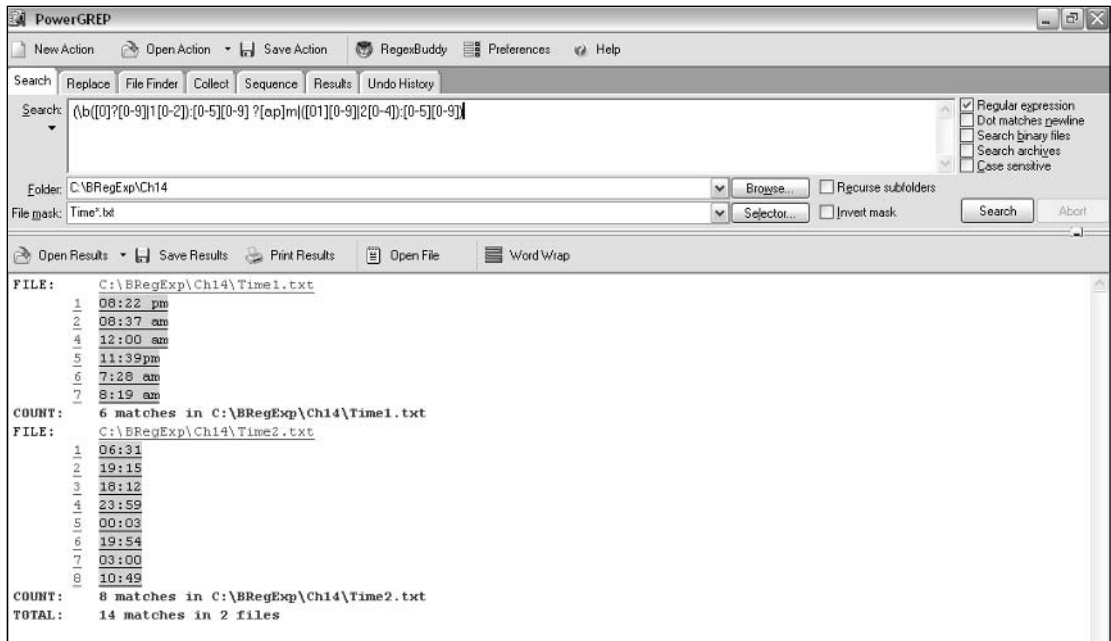 PowerGREP
New Action Open Action Save Action RegexBuddy Preferences Help
Search Replace File Finder Collect Sequence Results Undo History
Search: (\b([0]?[0-9]|1[0-2]):[0-5][0-9] ?[ap]m|([01][0-9]|2[0-4]):[0-5][0-9])
Regular expression
Dot matches newline
Search binary files
Search archives
Case sensitive
Folder: C:\BRegExp\Ch14 Browse... Recurse subfolders
File mask: Time*.txt Selector... Invert mask Search Abort
Open Results Save Results Print Results Open File Word Wrap
FILE: C:\BRegExp\Ch14\Time1.txt
1 08:22 pm
2 08:37 am
4 12:00 am
5 11:39pm
6 7:28 am
7 8:19 am
COUNT: 6 matches in C:\BRegExp\Ch14\Time1.txt
FILE: C:\BRegExp\Ch14\Time2.txt
1 06:31
2 19:15
3 18:12
4 23:59
5 00:03
6 19:54
7 03:00
8 10:49
COUNT: 8 matches in C:\BRegExp\Ch14\Time2.txt
TOTAL: 14 matches in 2 files